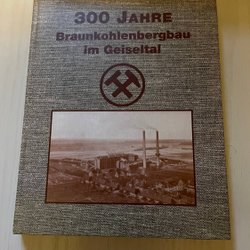 300 JAHRE
Braunkohlenbergbau
im Geiseltal